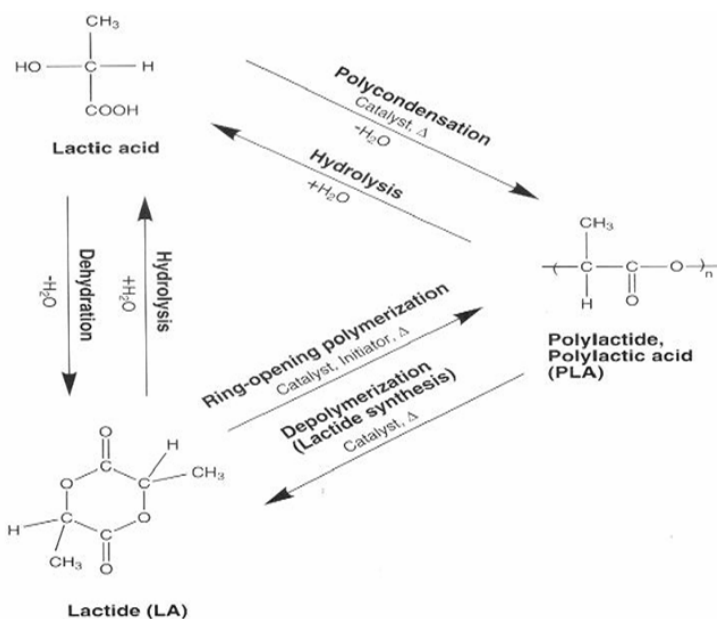 CH₃
HO
C
H
COOH
Lactic acid
Polycondensation
Catalyst, Δ
-H₂O
Hydrolysis
+H₂O
Dehydration
-H₂O
Hydrolysis
+H₂O
CH₃
C
C
O
n
H
O
Polylactide,
Polylactic acid
(PLA)
Ring-opening polymerization
Catalyst, Initiator, Δ
Depolymerization
(Lactide synthesis)
Catalyst, Δ
O
H
C
O
C
CH₃
H
C
O
C
CH₃
O
Lactide (LA)